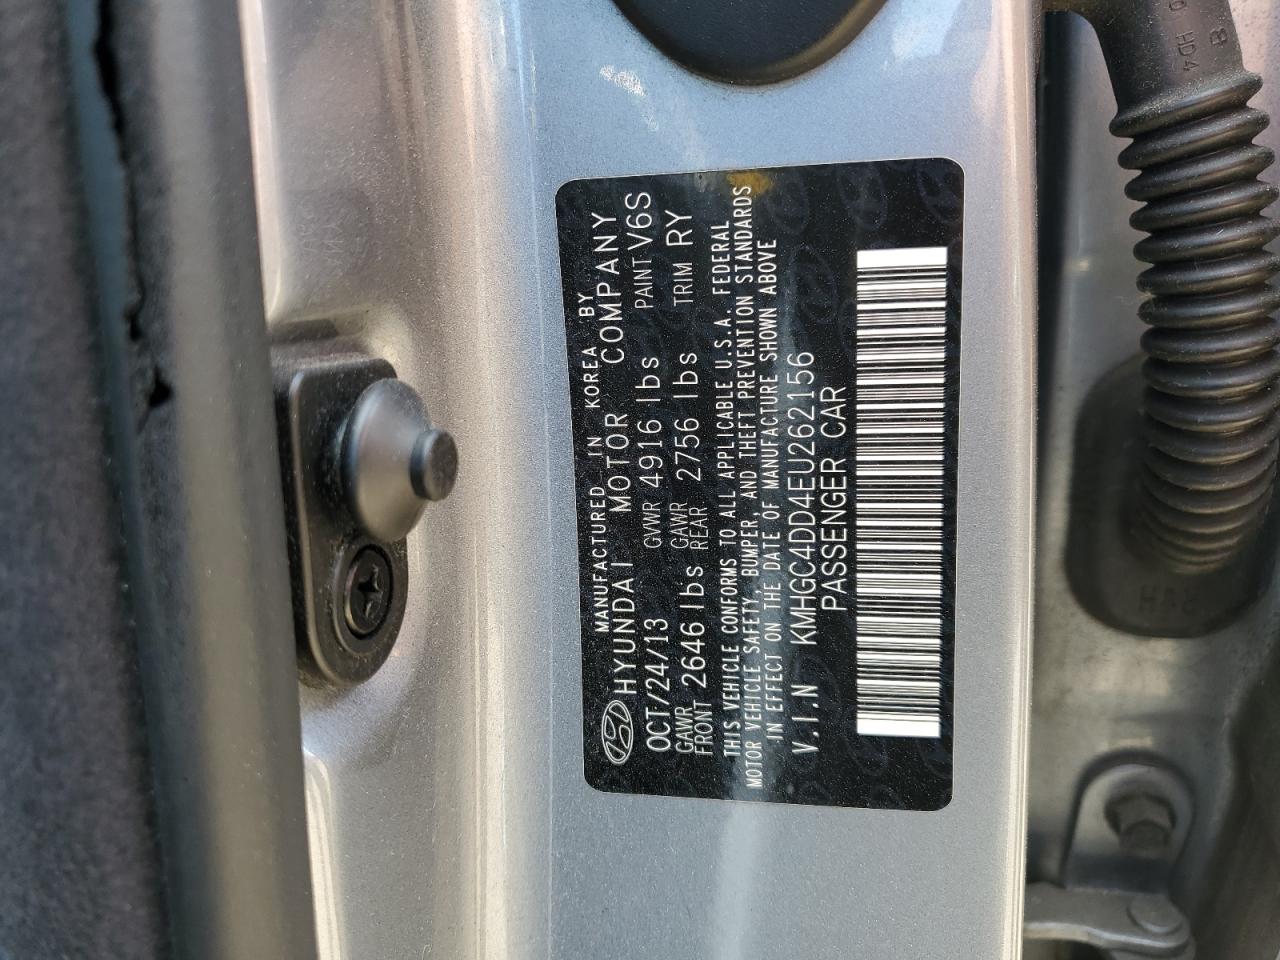 MANUFACTURED IN KOREA BY
HYUNDAI MOTOR COMPANY
OCT/24/13 GVWR 4916 lbs PAINT V6S
GAWR FRONT 2646 lbs GAWR REAR 2756 lbs TRIM RY
THIS VEHICLE CONFORMS TO ALL APPLICABLE U.S.A. FEDERAL
MOTOR VEHICLE SAFETY, BUMPER, AND THEFT PREVENTION STANDARDS
IN EFFECT ON THE DATE OF MANUFACTURE SHOWN ABOVE
V.I.N KMHGC4DD4EU262156
PASSENGER CAR
HD4
B